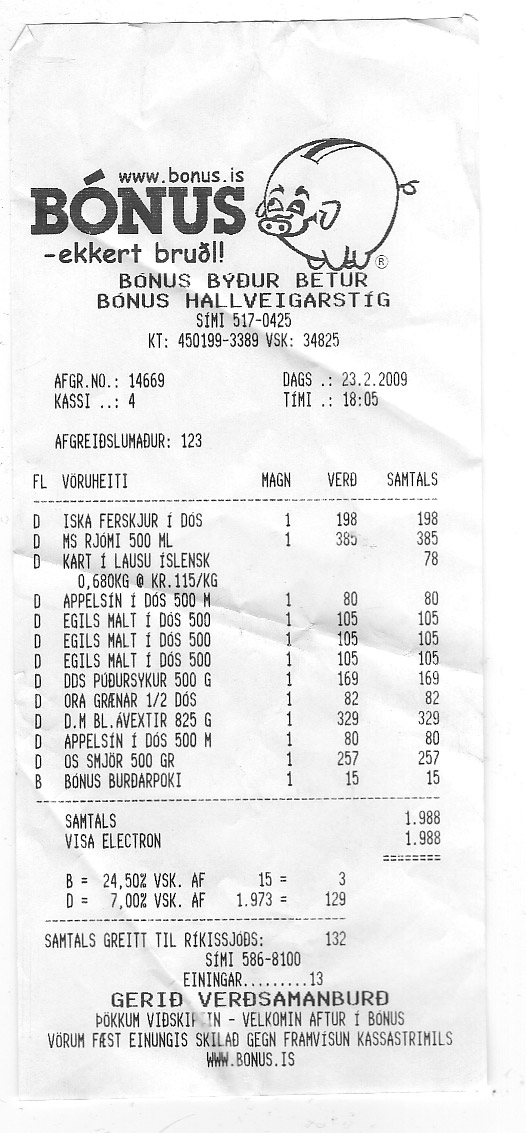 www.bonus.is
BÓNUS
-ekkert bruðl!
®
BÓNUS BÝÐUR BETUR
BÓNUS HALLVEIGARSTÍG
SÍMI 517-0425
KT: 450199-3389 VSK: 34825
AFGR.NO.: 14669 DAGS .: 23.2.2009
KASSI ..: 4 TÍMI .: 18:05
AFGREIÐSLUMAÐUR: 123
FL VÖRUHEITI MAGN VERÐ SAMTALS
D ISKA FERSKJUR Í DÓS 1 198 198
D MS RJÓMI 500 ML 1 385 385
D KART Í LAUSU ÍSLENSK 78
0,680KG @ KR.115/KG
D APPELSÍN Í DÓS 500 M 1 80 80
D EGILS MALT Í DÓS 500 1 105 105
D EGILS MALT Í DÓS 500 1 105 105
D EGILS MALT Í DÓS 500 1 105 105
D DDS PÚÐURSYKUR 500 G 1 169 169
D ORA GRÆNAR 1/2 DÓS 1 82 82
D D.M BL.ÁVEXTIR 825 G 1 329 329
D APPELSÍN Í DÓS 500 M 1 80 80
D OS SMJÖR 500 GR 1 257 257
B BÓNUS BURÐARPOKI 1 15 15
SAMTALS 1.988
VISA ELECTRON 1.988
========
B = 24,50% VSK. AF 15 = 3
D = 7,00% VSK. AF 1.973 = 129
SAMTALS GREITT TIL RÍKISSJÓÐS: 132
SÍMI 586-8100
EININGAR.........13
GERIÐ VERÐSAMANBURÐ
ÞÖKKUM - VELKOMIN AFTUR Í BÓNUS
VÖRUM FÆST EINUNGIS SKILAÐ GEGN FRAMVÍSUN KASSASTRIMILS
WWW.BONUS.IS